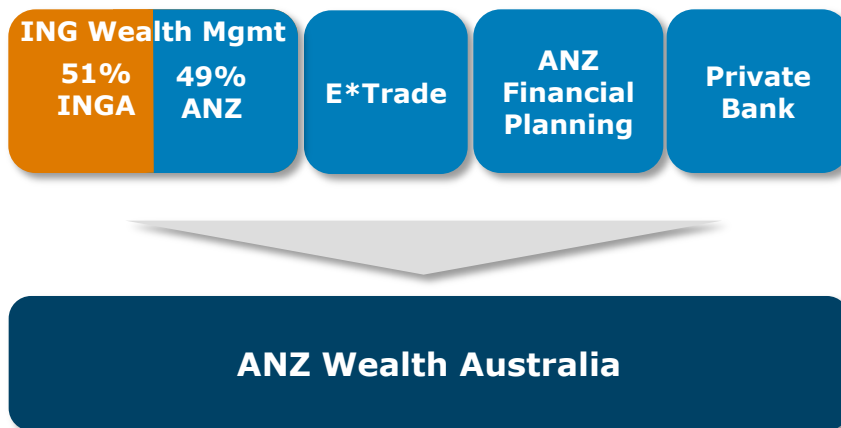 ING Wealth Mgmt
51%
INGA
49%
ANZ
E*Trade
ANZ
Financial
Planning
Private
Bank
ANZ Wealth Australia